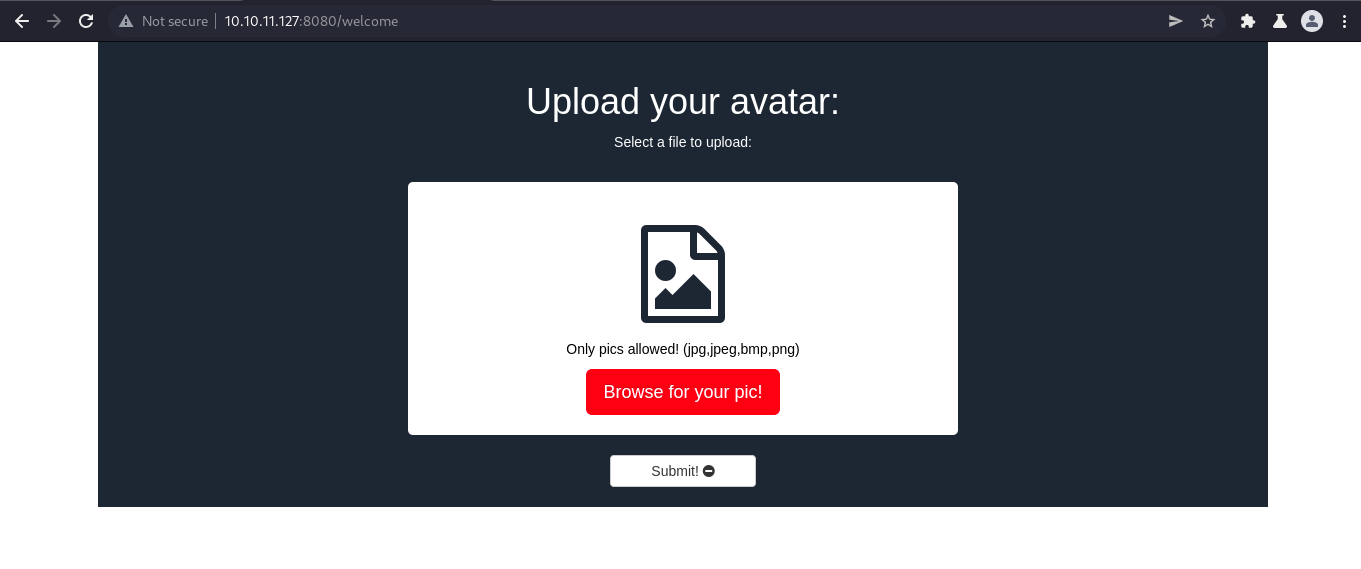 Not secure
10.10.11.127:8080/welcome
Upload your avatar:
Select a file to upload:
Only pics allowed! (jpg,jpeg,bmp,png)
Browse for your pic!
Submit!